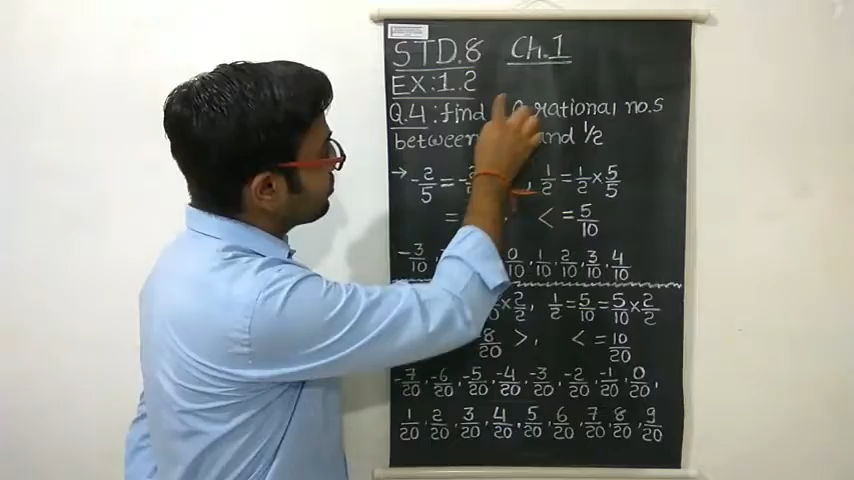 STD.8 Ch.1
EX:1.2
Q.4 : find rational no.s
between and 1/2
→ -2/5 = , 1/2 = 1/2 × 5/5
= < = 5/10
-3/10, 0/10, 1/10, 2/10, 3/10, 4/10
× 2/2, 1/2 = 5/10 = 5/10 × 2/2
8/20 >, < = 10/20
-7/20, -6/20, -5/20, -4/20, -3/20, -2/20, -1/20, 0/20,
1/20, 2/20, 3/20, 4/20, 5/20, 6/20, 7/20, 8/20, 9/20